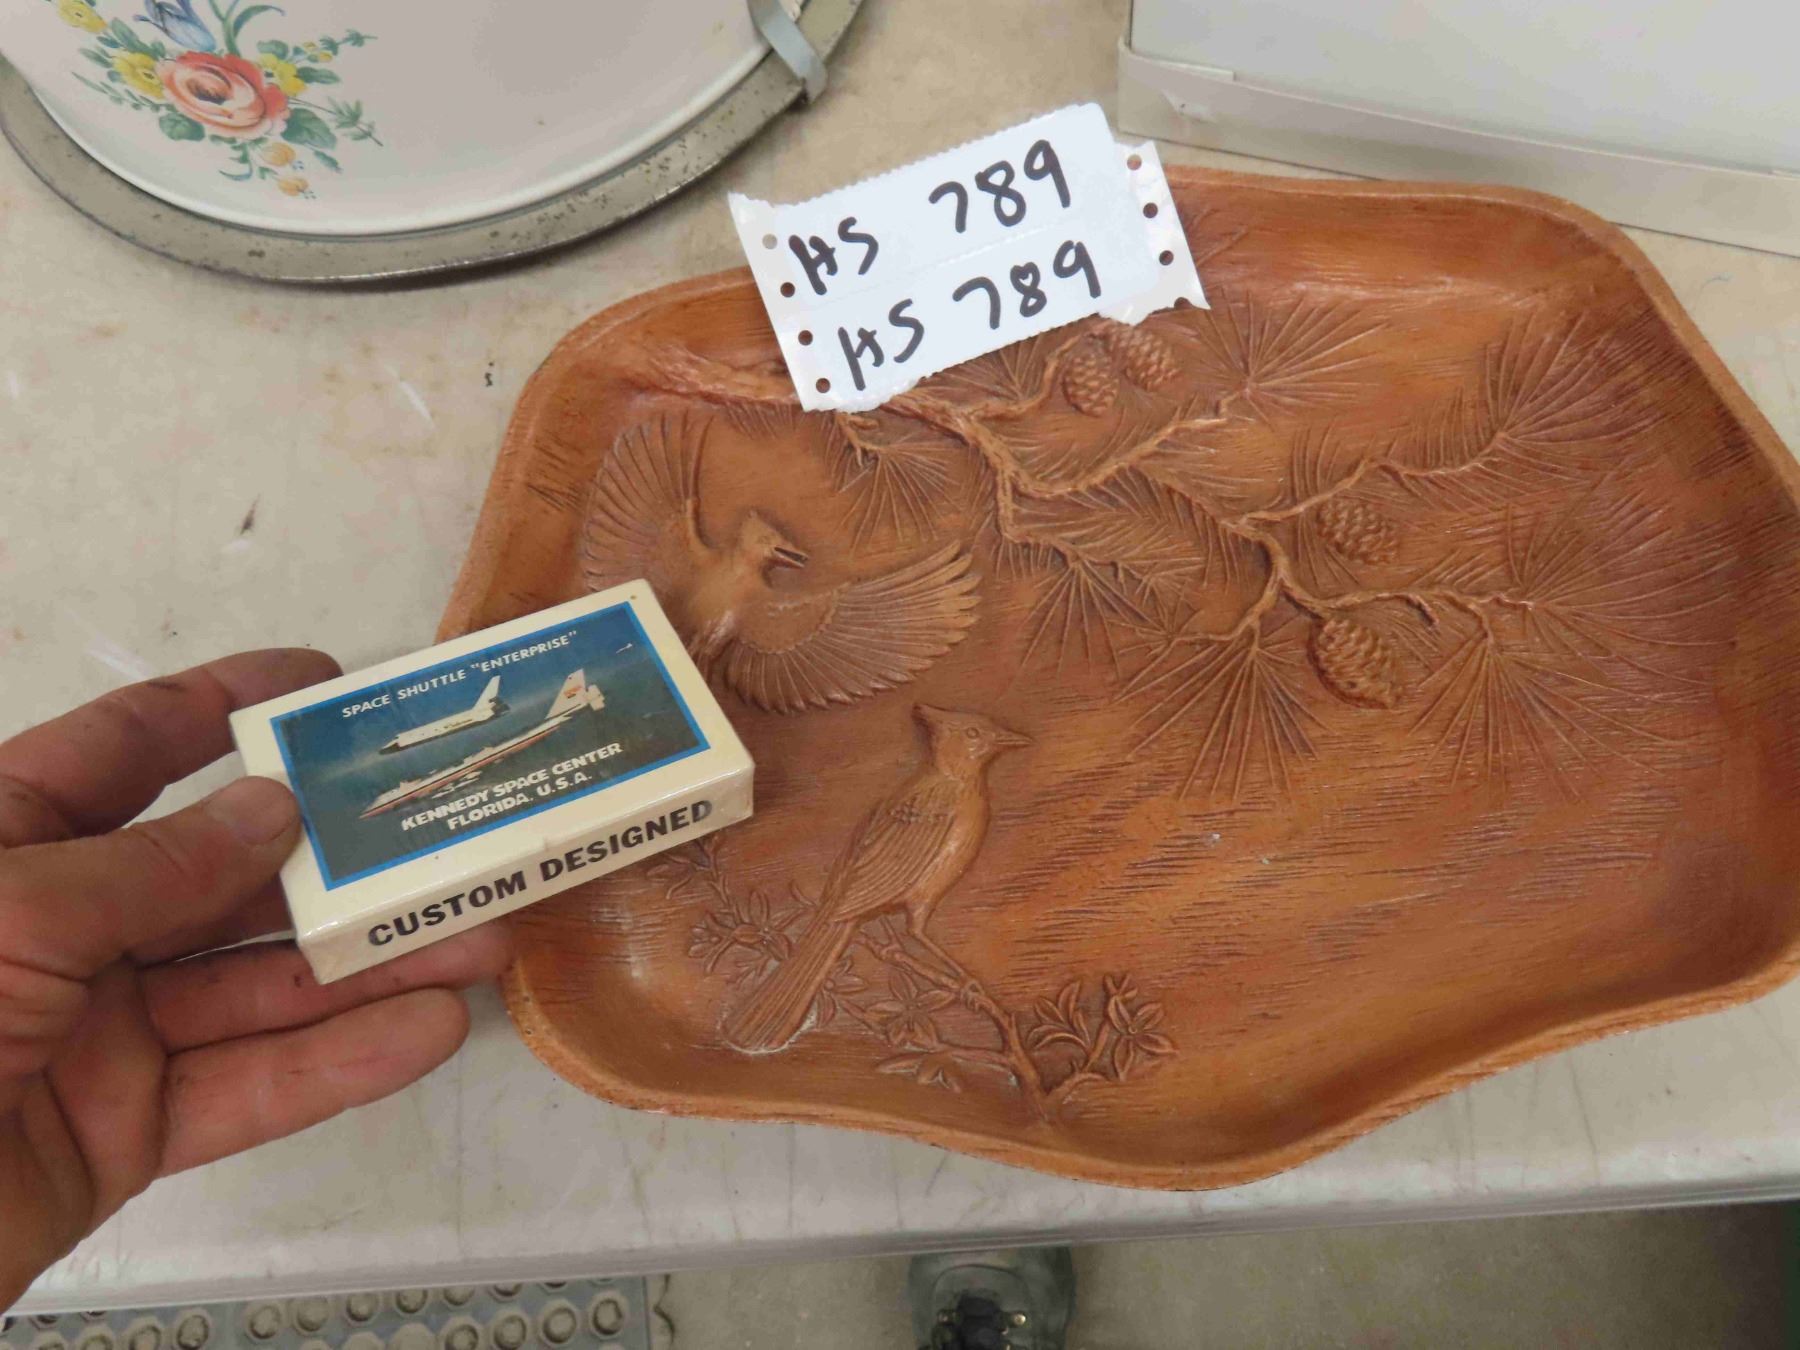 HS 789
HS 789
SPACE SHUTTLE "ENTERPRISE"
KENNEDY SPACE CENTER
FLORIDA, U.S.A.
CUSTOM DESIGNED